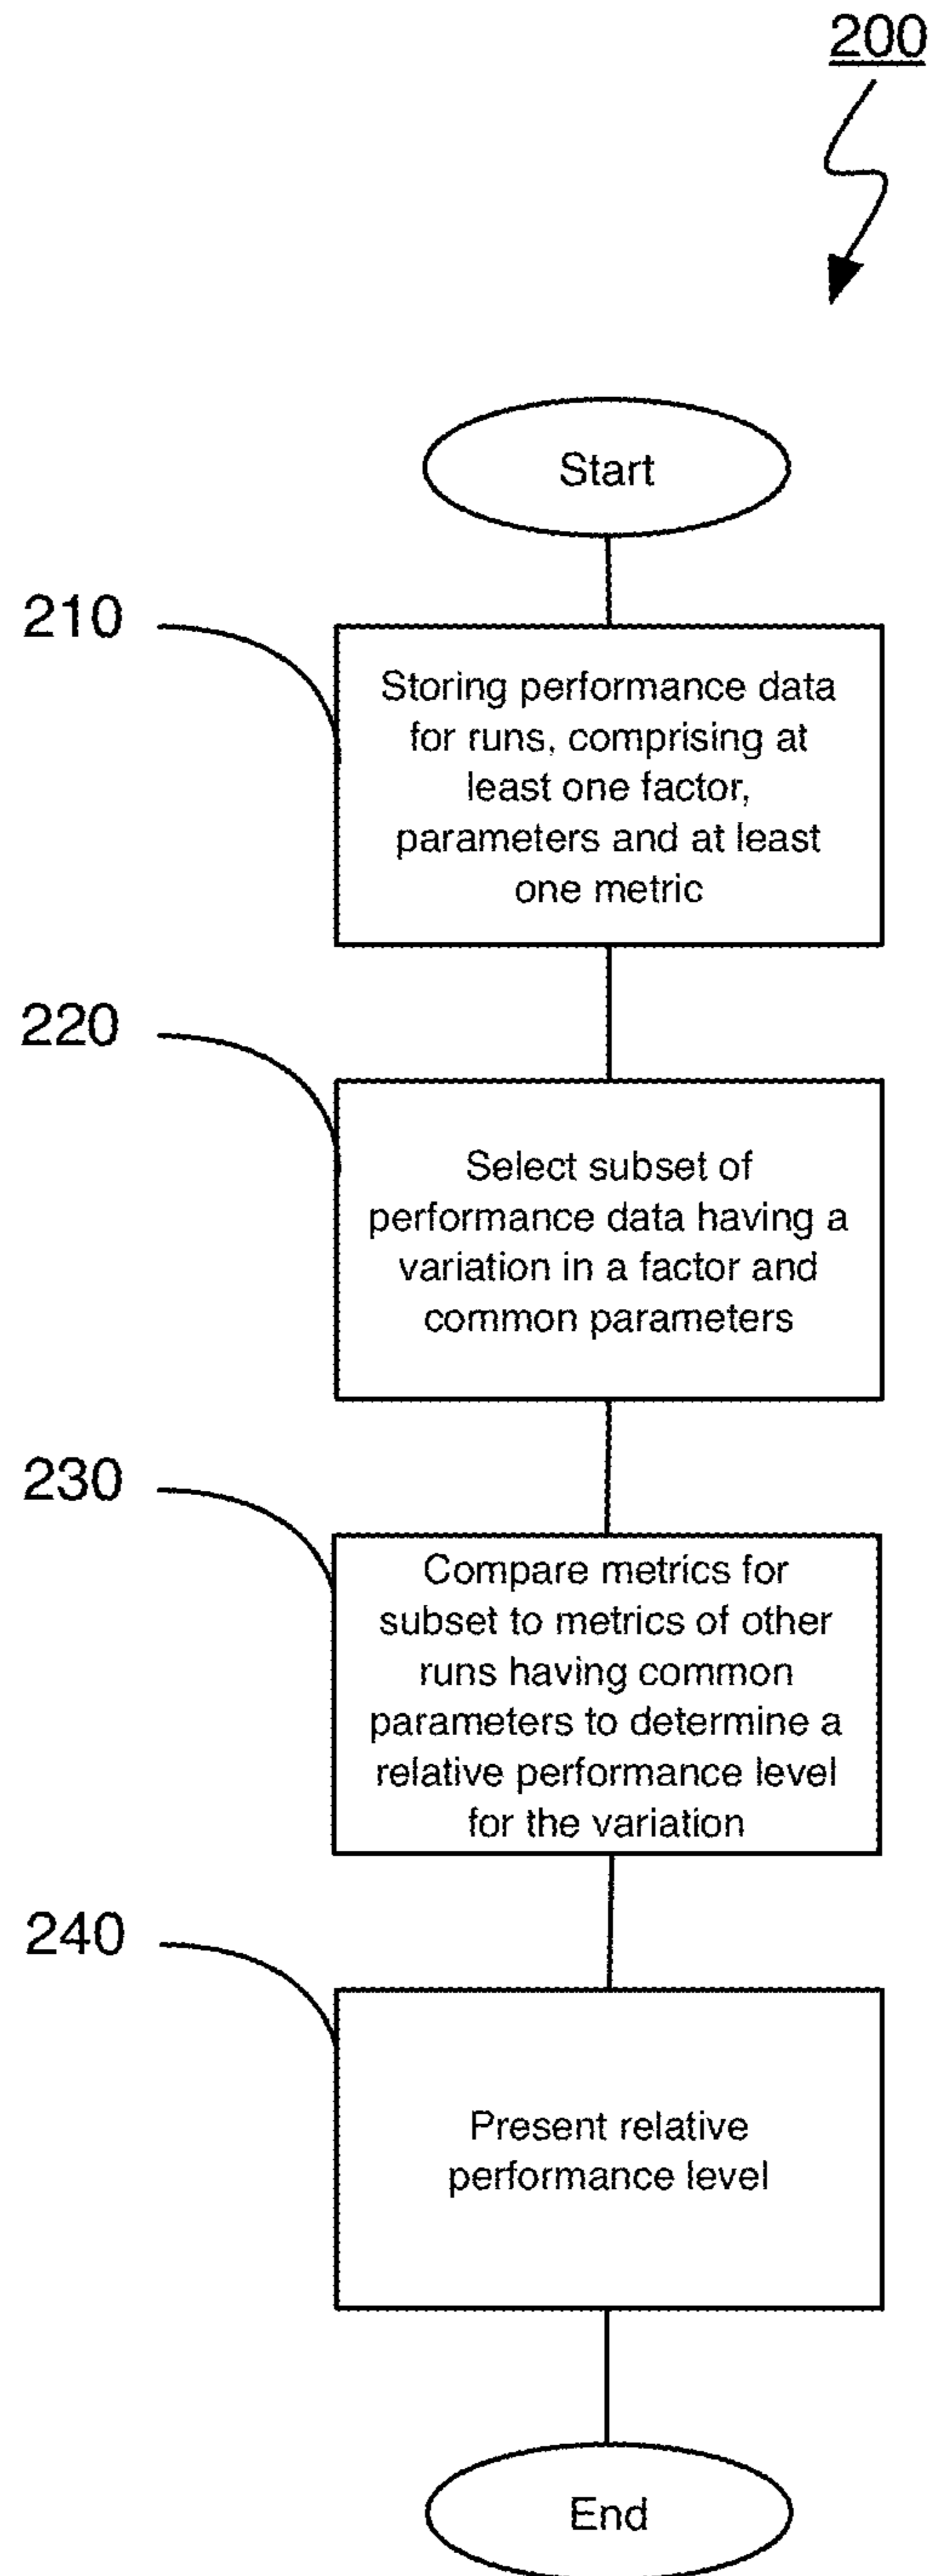 200
Start
210
Storing performance data
for runs, comprising at
least one factor,
parameters and at least
one metric
220
Select subset of
performance data having a
variation in a factor and
common parameters
230
Compare metrics for
subset to metrics of other
runs having common
parameters to determine a
relative performance level
for the variation
240
Present relative
performance level
End